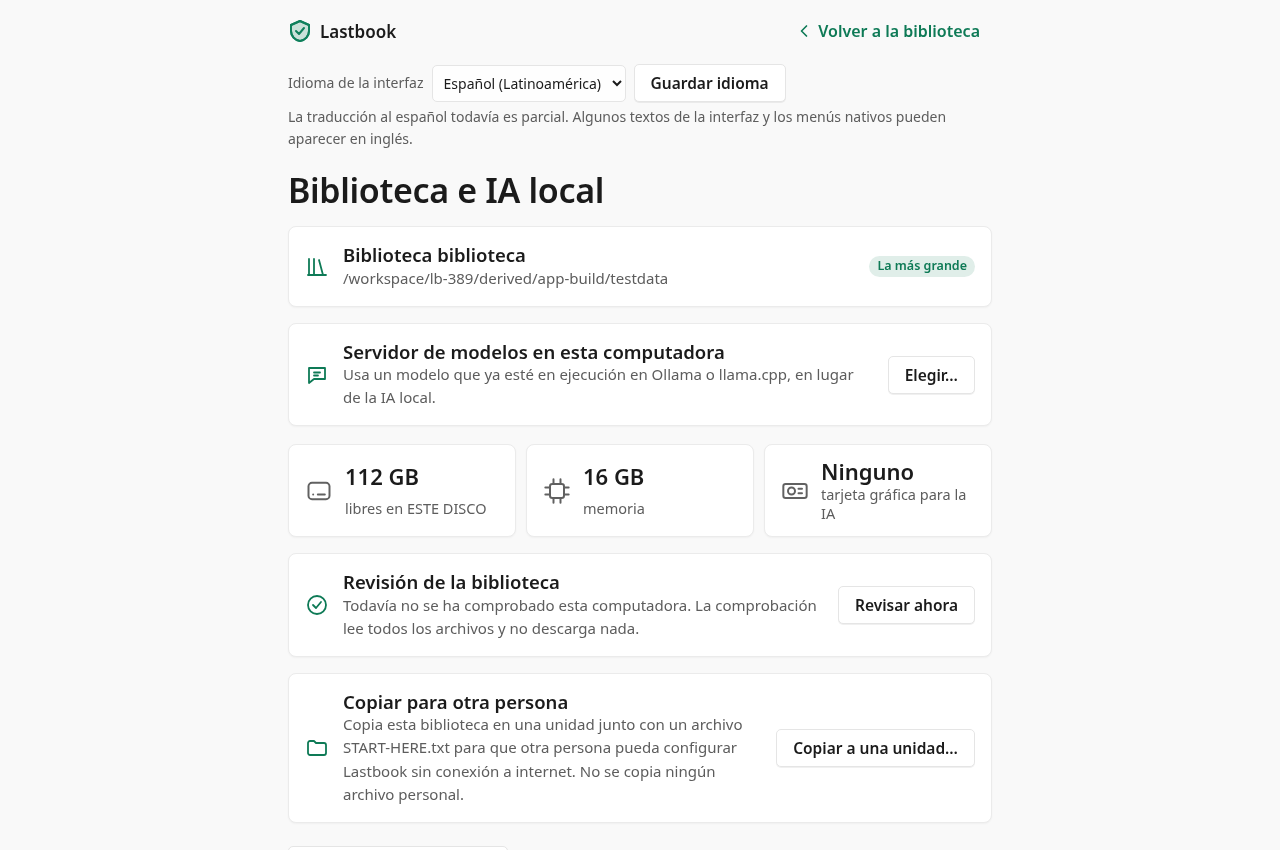 Lastbook
Volver a la biblioteca
Idioma de la interfaz
Español (Latinoamérica)
Guardar idioma
La traducción al español todavía es parcial. Algunos textos de la interfaz y los menús nativos pueden
aparecer en inglés.
Biblioteca e IA local
Biblioteca biblioteca
/workspace/lb-389/derived/app-build/testdata
La más grande
Servidor de modelos en esta computadora
Usa un modelo que ya esté en ejecución en Ollama o llama.cpp, en lugar
de la IA local.
Elegir...
112 GB
libres en ESTE DISCO
16 GB
memoria
Ninguno
tarjeta gráfica para la
IA
Revisión de la biblioteca
Todavía no se ha comprobado esta computadora. La comprobación
lee todos los archivos y no descarga nada.
Revisar ahora
Copiar para otra persona
Copia esta biblioteca en una unidad junto con un archivo
START-HERE.txt para que otra persona pueda configurar
Lastbook sin conexión a internet. No se copia ningún
archivo personal.
Copiar a una unidad...